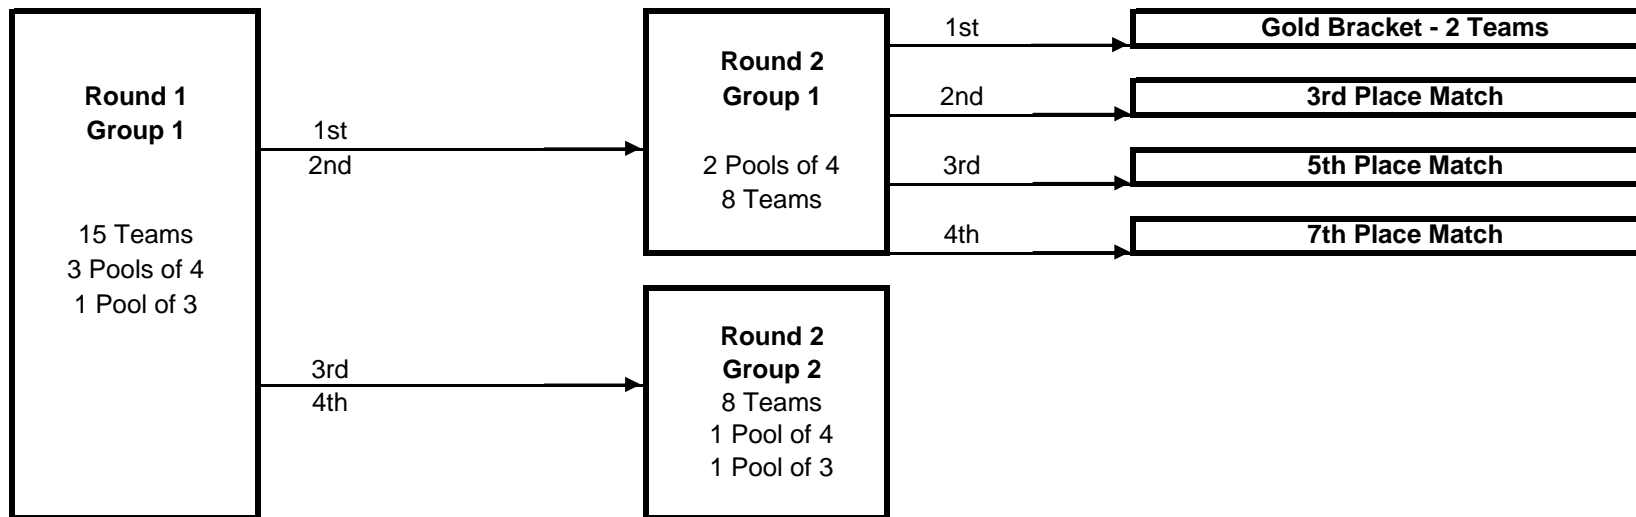 Round 1
Group 1
15 Teams
3 Pools of 4
1 Pool of 3
1st
2nd
3rd
4th
Round 2
Group 1
2 Pools of 4
8 Teams
Round 2
Group 2
8 Teams
1 Pool of 4
1 Pool of 3
1st
Gold Bracket - 2 Teams
2nd
3rd Place Match
3rd
5th Place Match
4th
7th Place Match